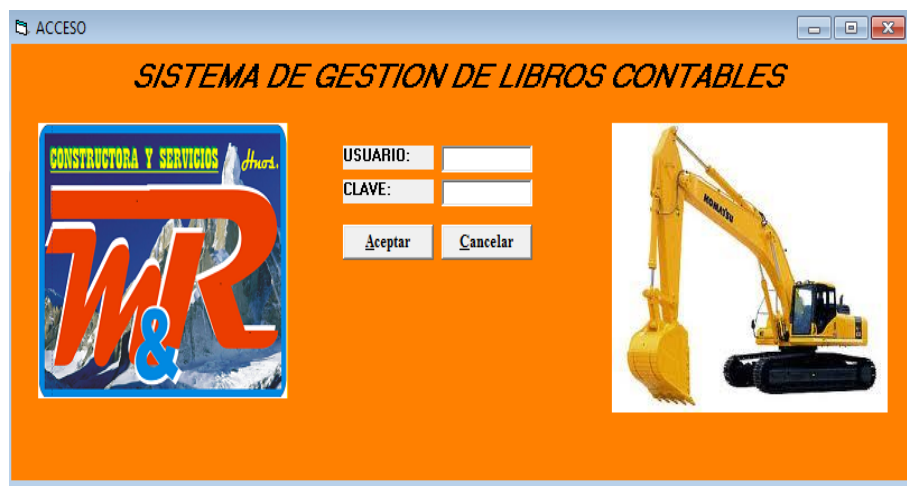 ACCESO
SISTEMA DE GESTION DE LIBROS CONTABLES
CONSTRUCTORA Y SERVICIOS Hnos.
M&R
USUARIO:
CLAVE:
Aceptar Cancelar
KOMATSU